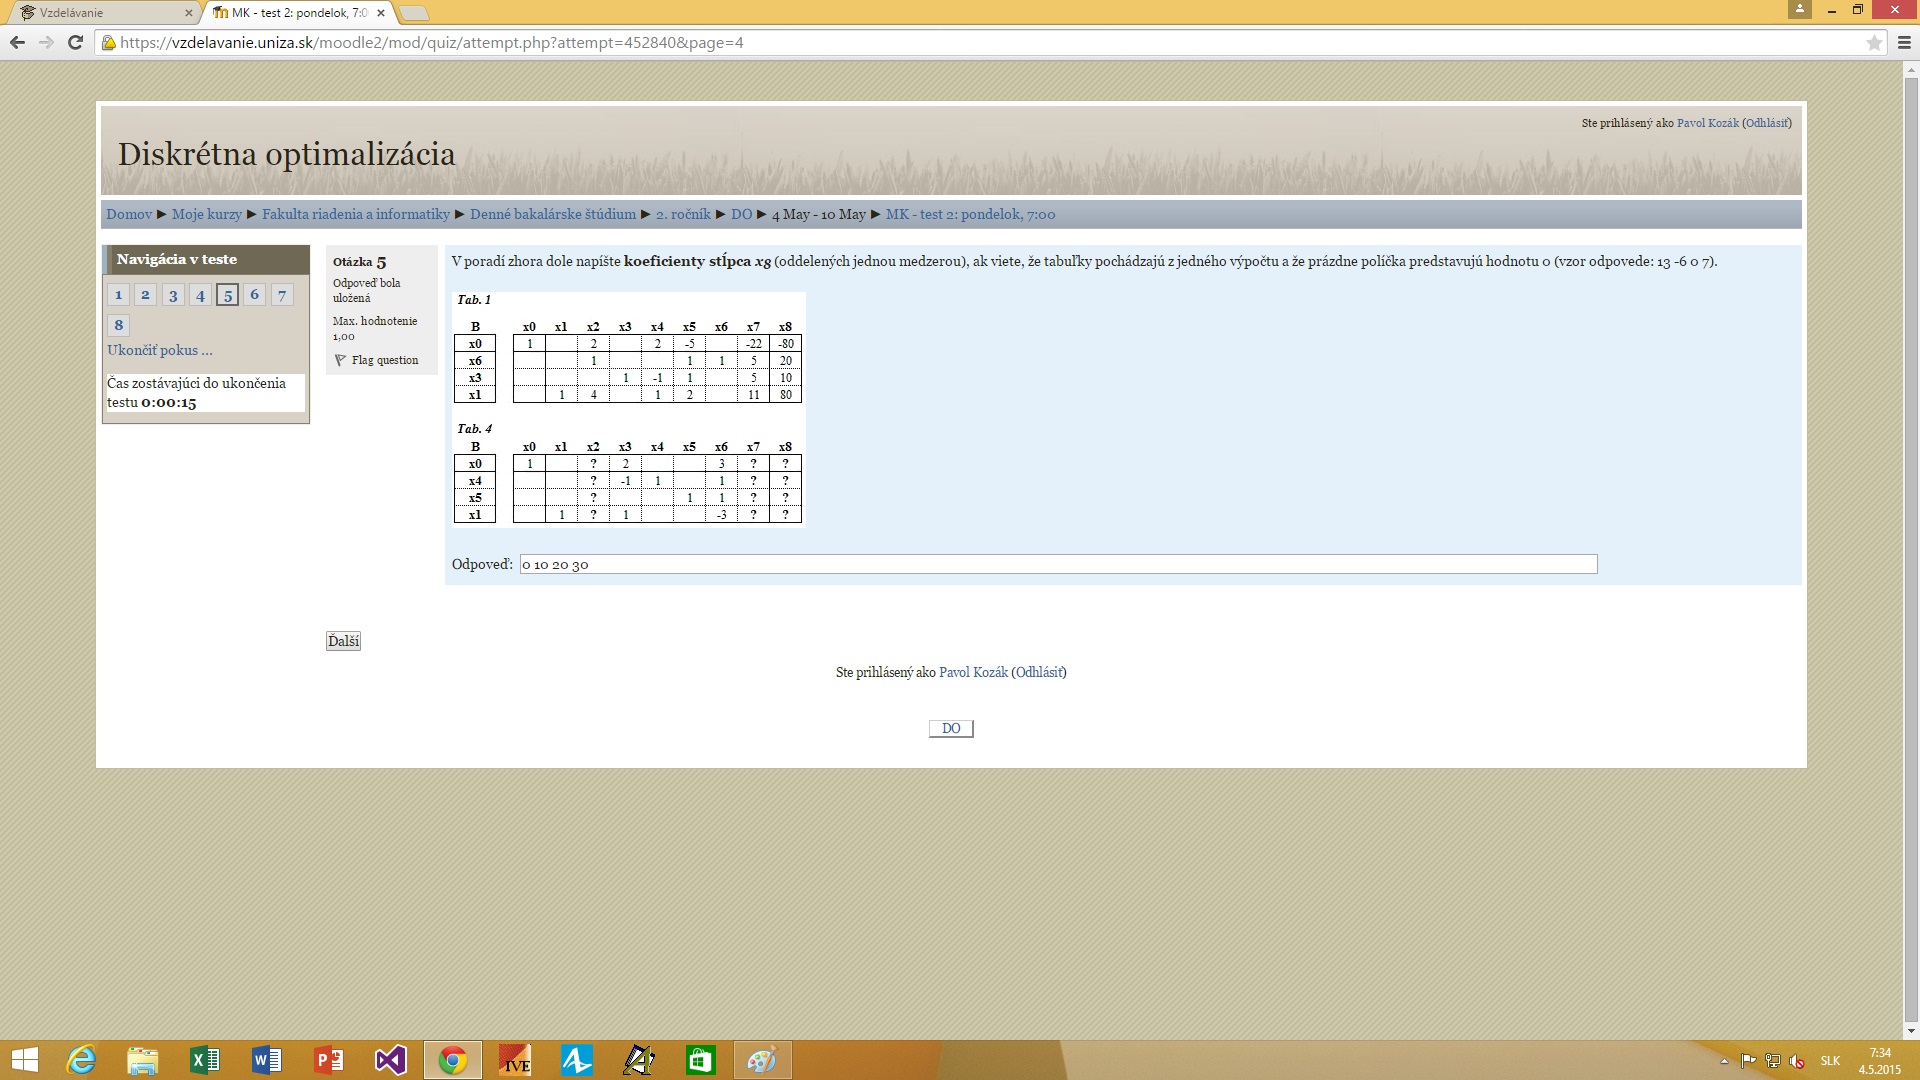 Vzdelávanie
MK - test 2: pondelok, 7:0
https://vzdelavanie.uniza.sk/moodle2/mod/quiz/attempt.php?attempt=452840&page=4
Ste prihlásený ako Pavol Kozák (Odhlásiť)
Diskrétna optimalizácia
Domov ► Moje kurzy ► Fakulta riadenia a informatiky ► Denné bakalárske štúdium ► 2. ročník ► DO ► 4 May - 10 May ► MK - test 2: pondelok, 7:00
Navigácia v teste
1 2 3 4 5 6 7
8
Ukončiť pokus ...
Čas zostávajúci do ukončenia
testu 0:00:15
Otázka 5
Odpoveď bola
uložená
Max. hodnotenie
1,00
Flag question
V poradí zhora dole napíšte koeficienty stĺpca x8 (oddelených jednou medzerou), ak viete, že tabuľky pochádzajú z jedného výpočtu a že prázdne políčka predstavujú hodnotu 0 (vzor odpovede: 13 -6 0 7).
Tab. 1
B x0 x1 x2 x3 x4 x5 x6 x7 x8
x0 1 2 2 -5 -22 -80
x6 1 1 1 5 20
x3 1 -1 1 5 10
x1 1 4 1 2 11 80
Tab. 4
B x0 x1 x2 x3 x4 x5 x6 x7 x8
x0 1 ? 2 3 ? ?
x4 ? -1 1 1 ? ?
x5 ? 1 1 ? ?
x1 1 ? 1 -3 ? ?
Odpoveď: 0 10 20 30
Ďalší
Ste prihlásený ako Pavol Kozák (Odhlásiť)
DO
IVE
SLK
7:34
4.5.2015